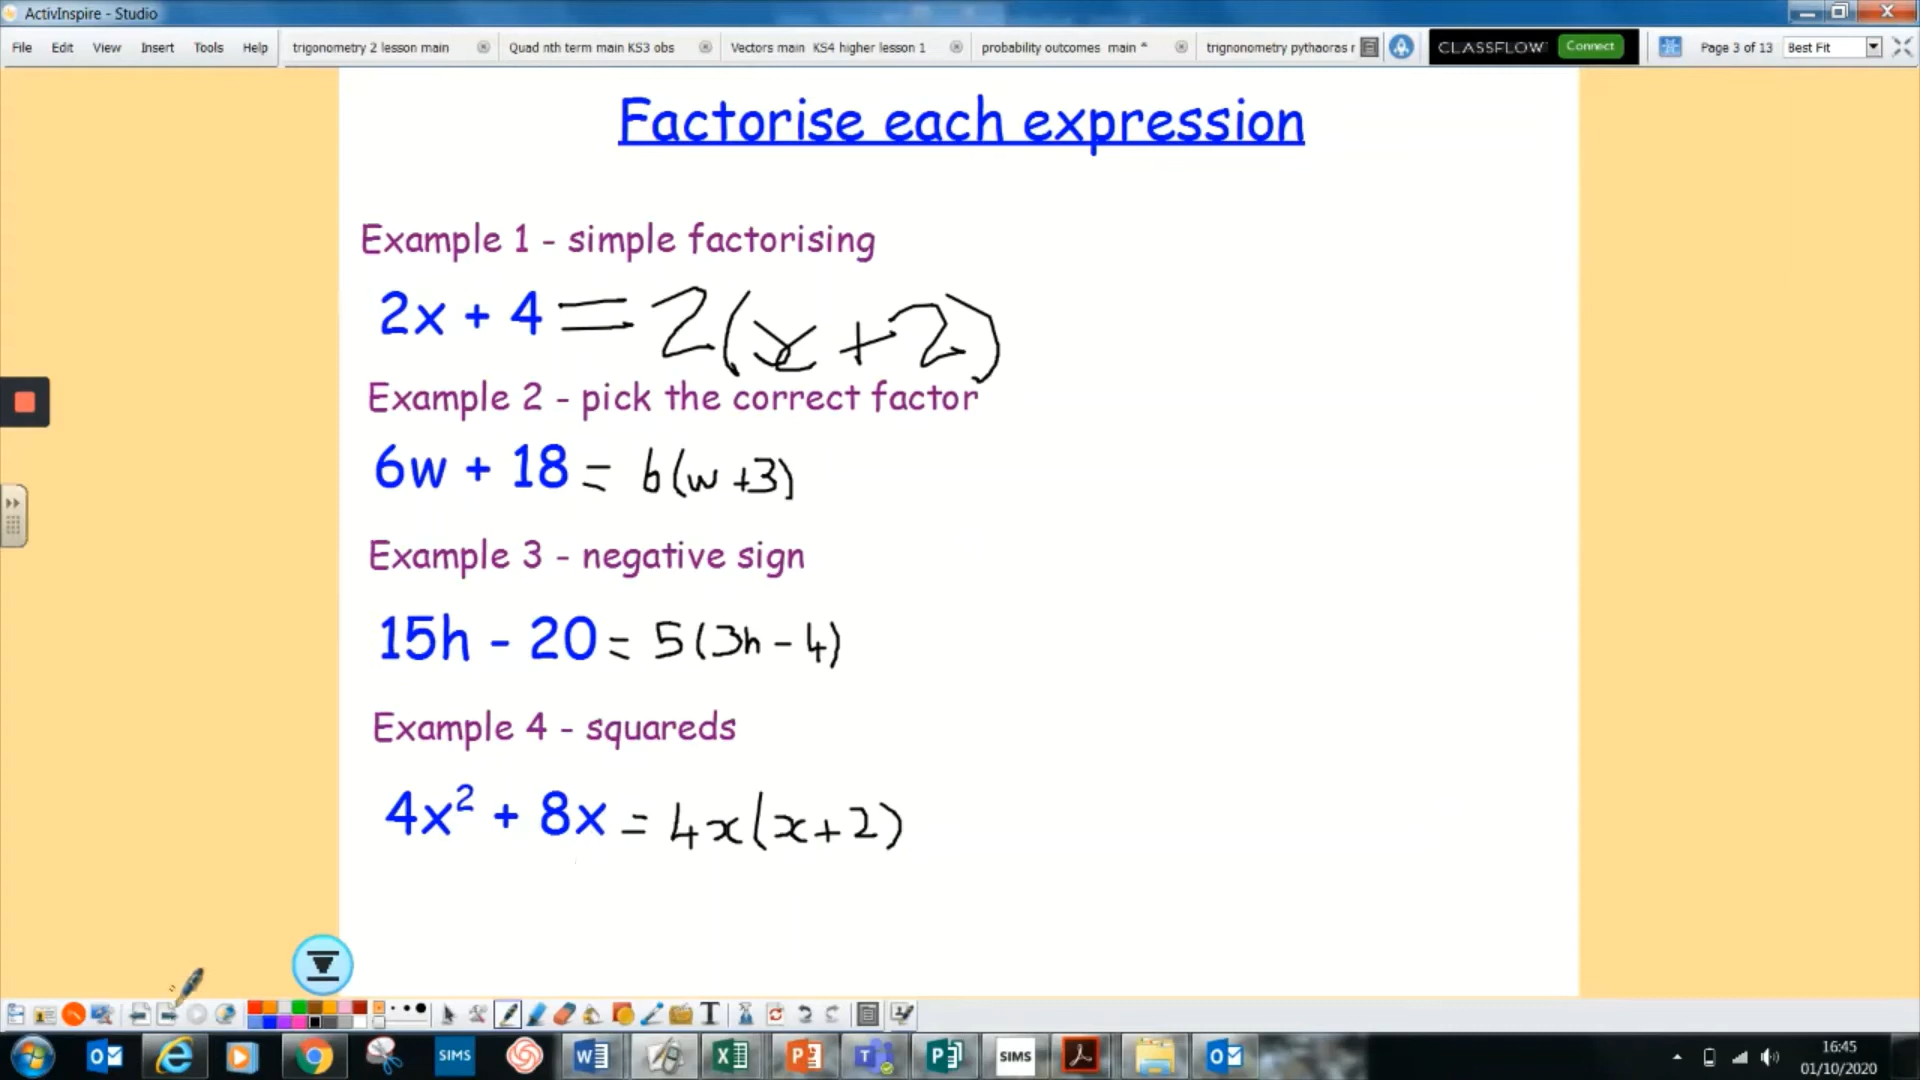 ActivInspire - Studio
File Edit View Insert Tools Help trigonometry 2 lesson main Quad nth term main KS3 obs Vectors main KS4 higher lesson 1 probability outcomes main * trignonometry pythaoras r CLASSFLOW Connect Page 3 of 13 Best Fit
Factorise each expression
Example 1 - simple factorising
2x + 4 = 2(x + 2)
Example 2 - pick the correct factor
6w + 18 = 6(w + 3)
Example 3 - negative sign
15h - 20 = 5(3h - 4)
Example 4 - squareds
4x² + 8x = 4x(x + 2)
SIMS SIMS
16:45
01/10/2020